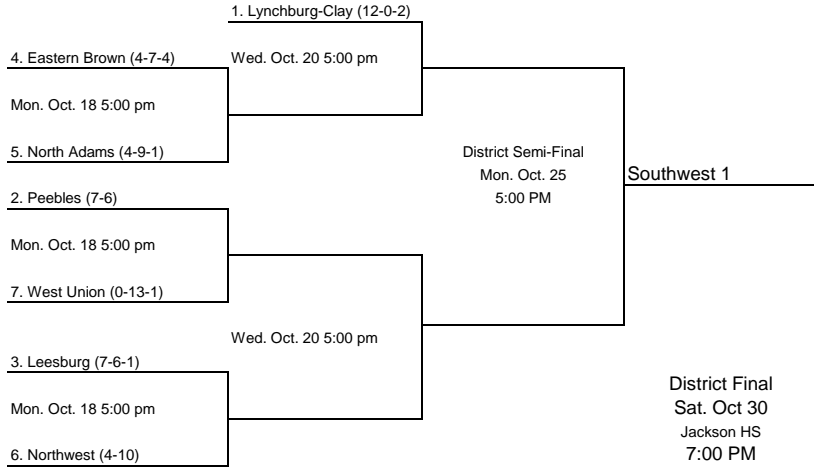 1. Lynchburg-Clay (12-0-2)
4. Eastern Brown (4-7-4)
Wed. Oct. 20 5:00 pm
Mon. Oct. 18 5:00 pm
5. North Adams (4-9-1)
District Semi-Final
Mon. Oct. 25
5:00 PM
Southwest 1
2. Peebles (7-6)
Mon. Oct. 18 5:00 pm
7. West Union (0-13-1)
Wed. Oct. 20 5:00 pm
3. Leesburg (7-6-1)
Mon. Oct. 18 5:00 pm
6. Northwest (4-10)
District Final
Sat. Oct 30
Jackson HS
7:00 PM